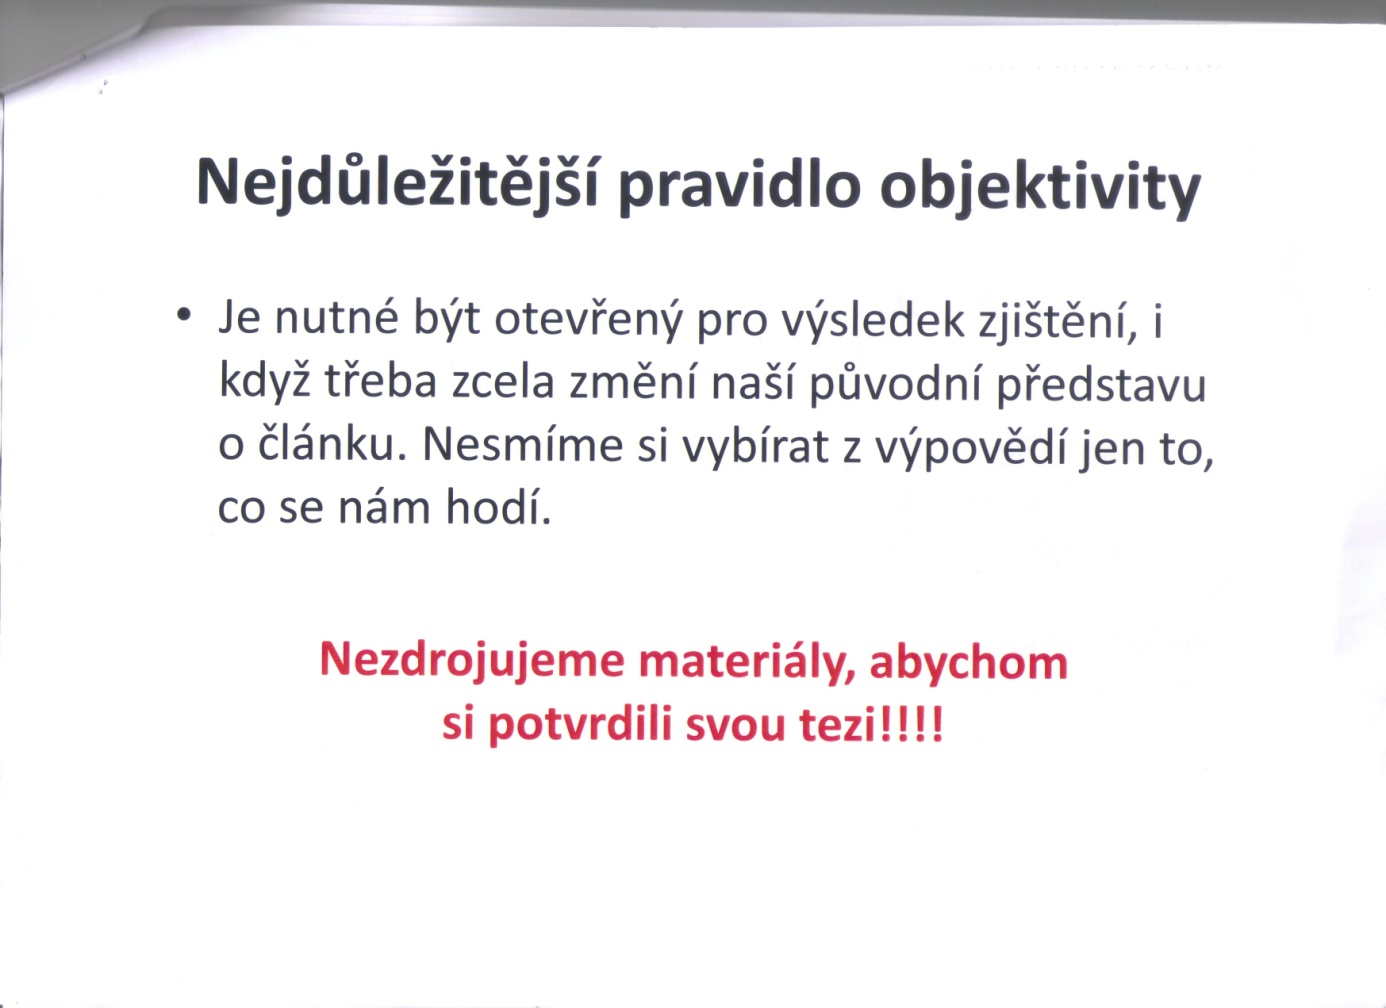 Nejdůležitější pravidlo objektivity
• Je nutné být otevřený pro výsledek zjištění, i
když třeba zcela změní naší původní představu
o článku. Nesmíme si vybírat z výpovědí jen to,
co se nám hodí.
Nezdrojujeme materiály, abychom
si potvrdili svou tezi!!!!